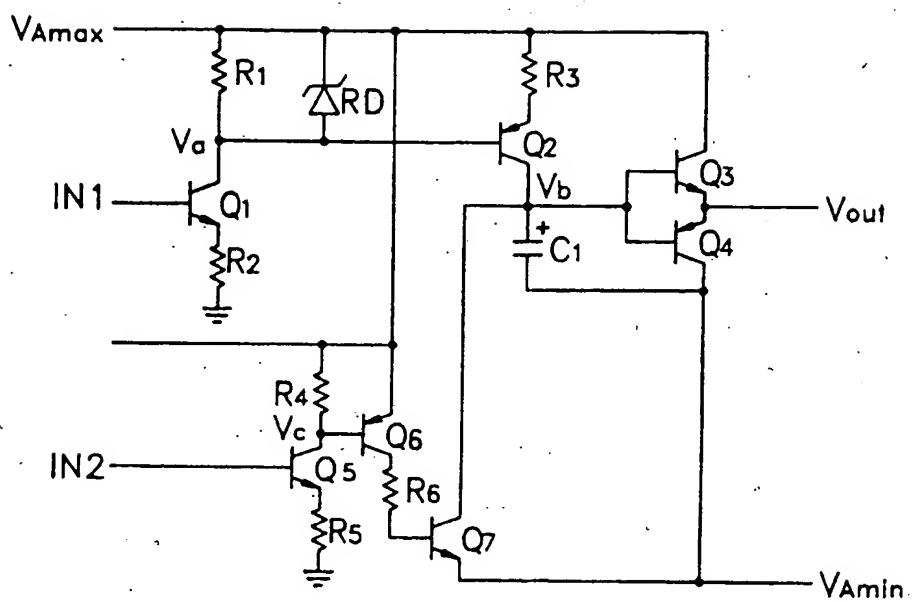 VAmax
R1
RD
R3
Va
Q2
IN1
Q1
Vb
Q3
Vout
R2
C1
Q4
+
R4
Vc
Q6
IN2
Q5
R6
R5
Q7
VAmin